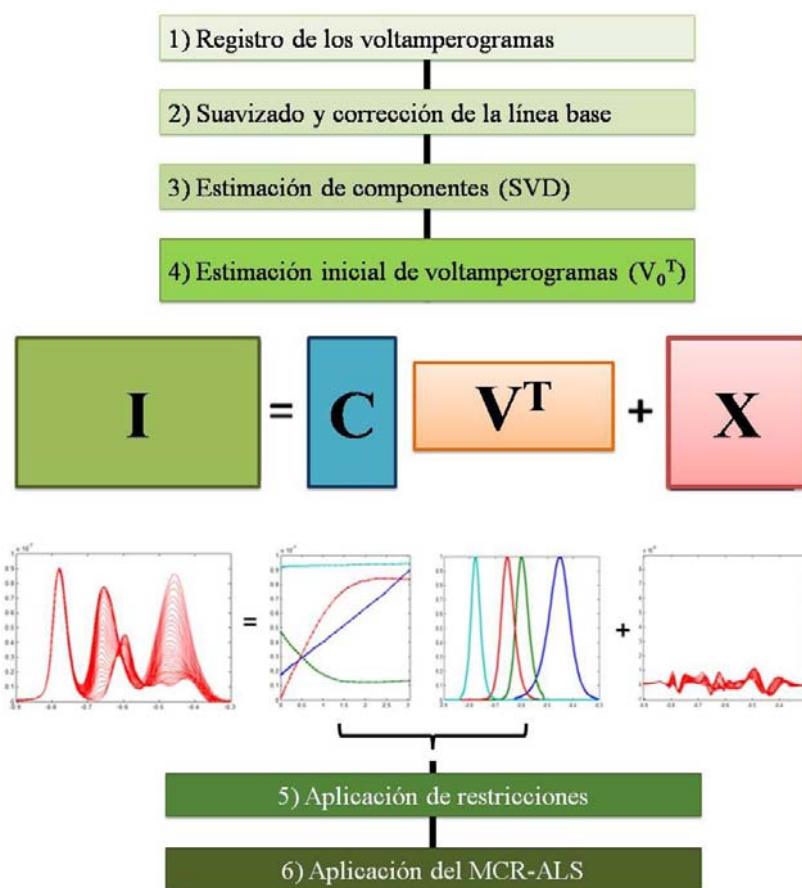 1) Registro de los voltamperogramas
2) Suavizado y corrección de la línea base
3) Estimación de componentes (SVD)
4) Estimación inicial de voltamperogramas (V₀ᵀ)
I = C Vᵀ + X
= +
5) Aplicación de restricciones
6) Aplicación del MCR-ALS